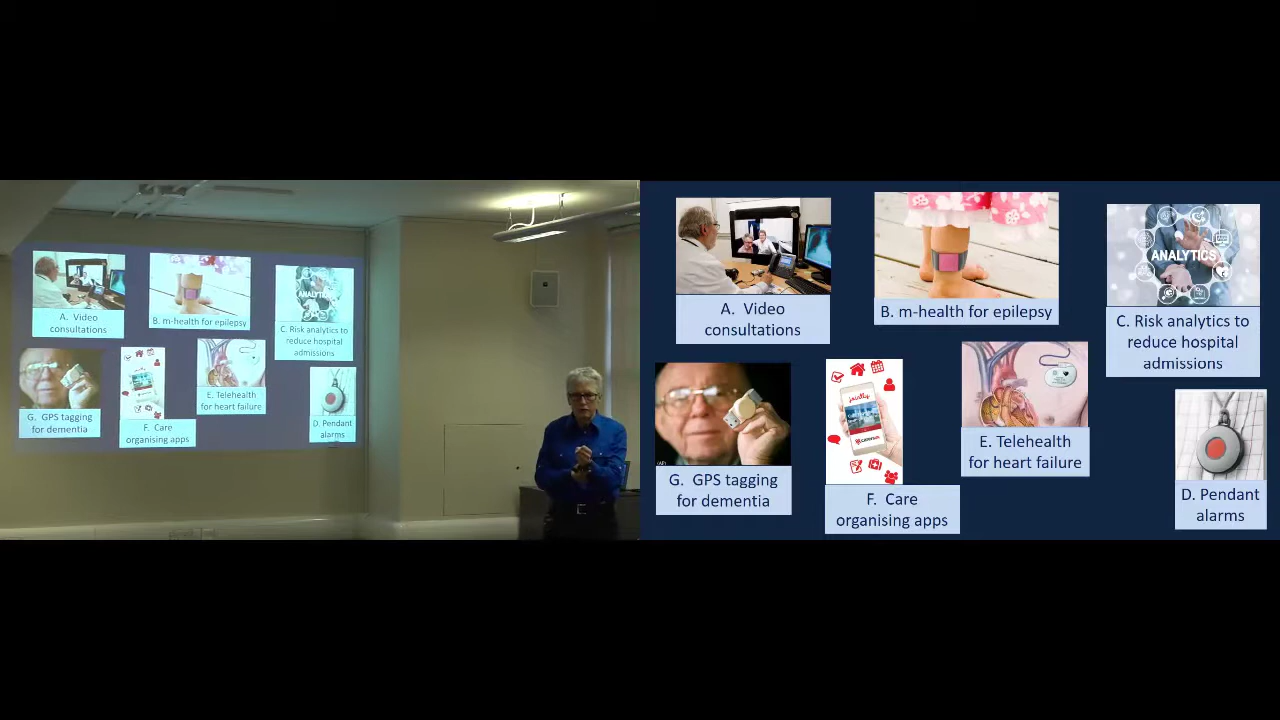 A. Video
consultations
B. m-health for epilepsy
ANALYTICS
C. Risk analytics to
reduce hospital
admissions
G. GPS tagging
for dementia
F. Care
organising apps
E. Telehealth
for heart failure
D. Pendant
alarms
A. Video
consultations
B. m-health for epilepsy
ANALYTICS
C. Risk analytics to
reduce hospital
admissions
G. GPS tagging
for dementia
jointly
F. Care
organising apps
E. Telehealth
for heart failure
D. Pendant
alarms